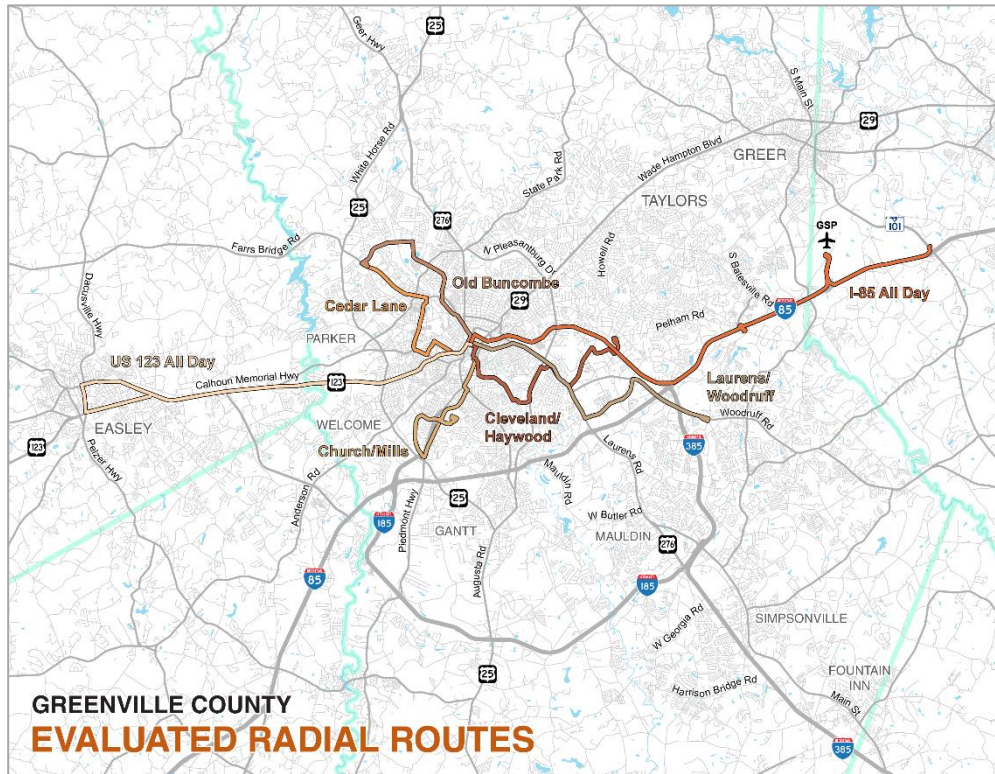 25
Geer Hwy
S Main St
29
GREER
White Horse Rd
State Park Rd
Wade Hampton Blvd
TAYLORS
25
276
101
GSP
Farrs Bridge Rd
N Pleasantburg Dr
Howell Rd
S Batesville Rd
Dacusville Hwy
Old Buncombe
I-85 All Day
Cedar Lane
29
INTERSTATE
85
Pelham Rd
PARKER
US 123 All Day
Calhoun Memorial Hwy
123
Laurens/
Woodruff
Woodruff Rd
EASLEY
WELCOME
Cleveland/
Haywood
123
Church/Mills
Laurens Rd
385
Pelzer Hwy
Mauldin Rd
Anderson Rd
25
Piedmont Hwy
185
GANTT
W Butler Rd
MAULDIN
276
Augusta Rd
85
185
W Georgia Rd
SIMPSONVILLE
25
FOUNTAIN
INN
Harrison Bridge Rd
Main St
385
GREENVILLE COUNTY
EVALUATED RADIAL ROUTES